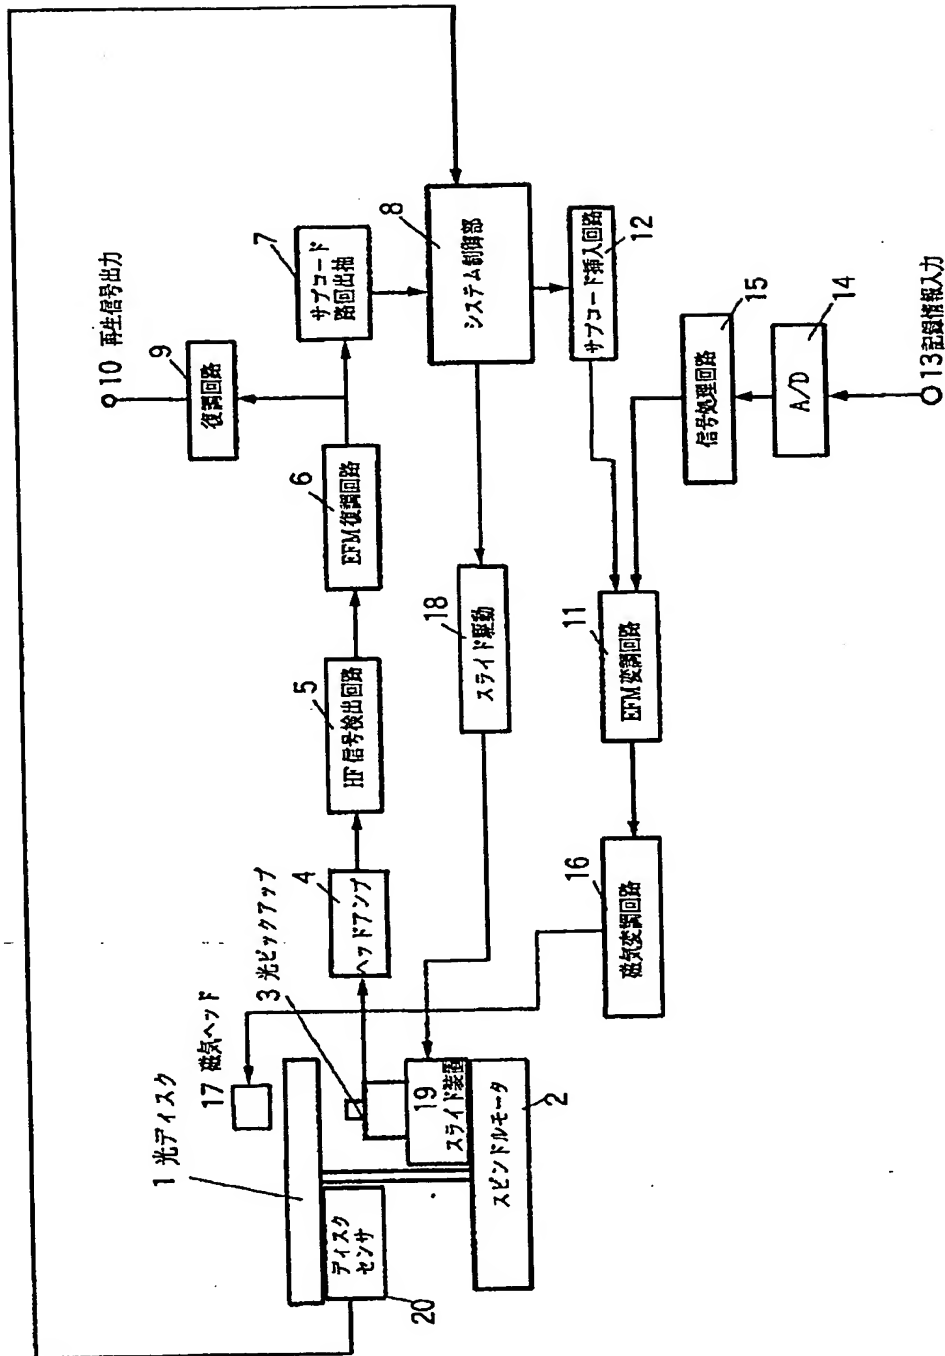 1 光ディスク
17 磁気ヘッド
3 光ピックアップ
4
ヘッドアンプ
5
HF信号検出回路
6
EFM復調回路
9
復調回路
10 再生信号出力
7
サブコード
路回出抽
8
システム制御部
12
サブコード挿入回路
18
スライド駆動
19
スライド装置
2
スピンドルモータ
ディスク
センサ
20
16
磁気変調回路
11
EFM変調回路
15
信号処理回路
14
A/D
13記録情報入力